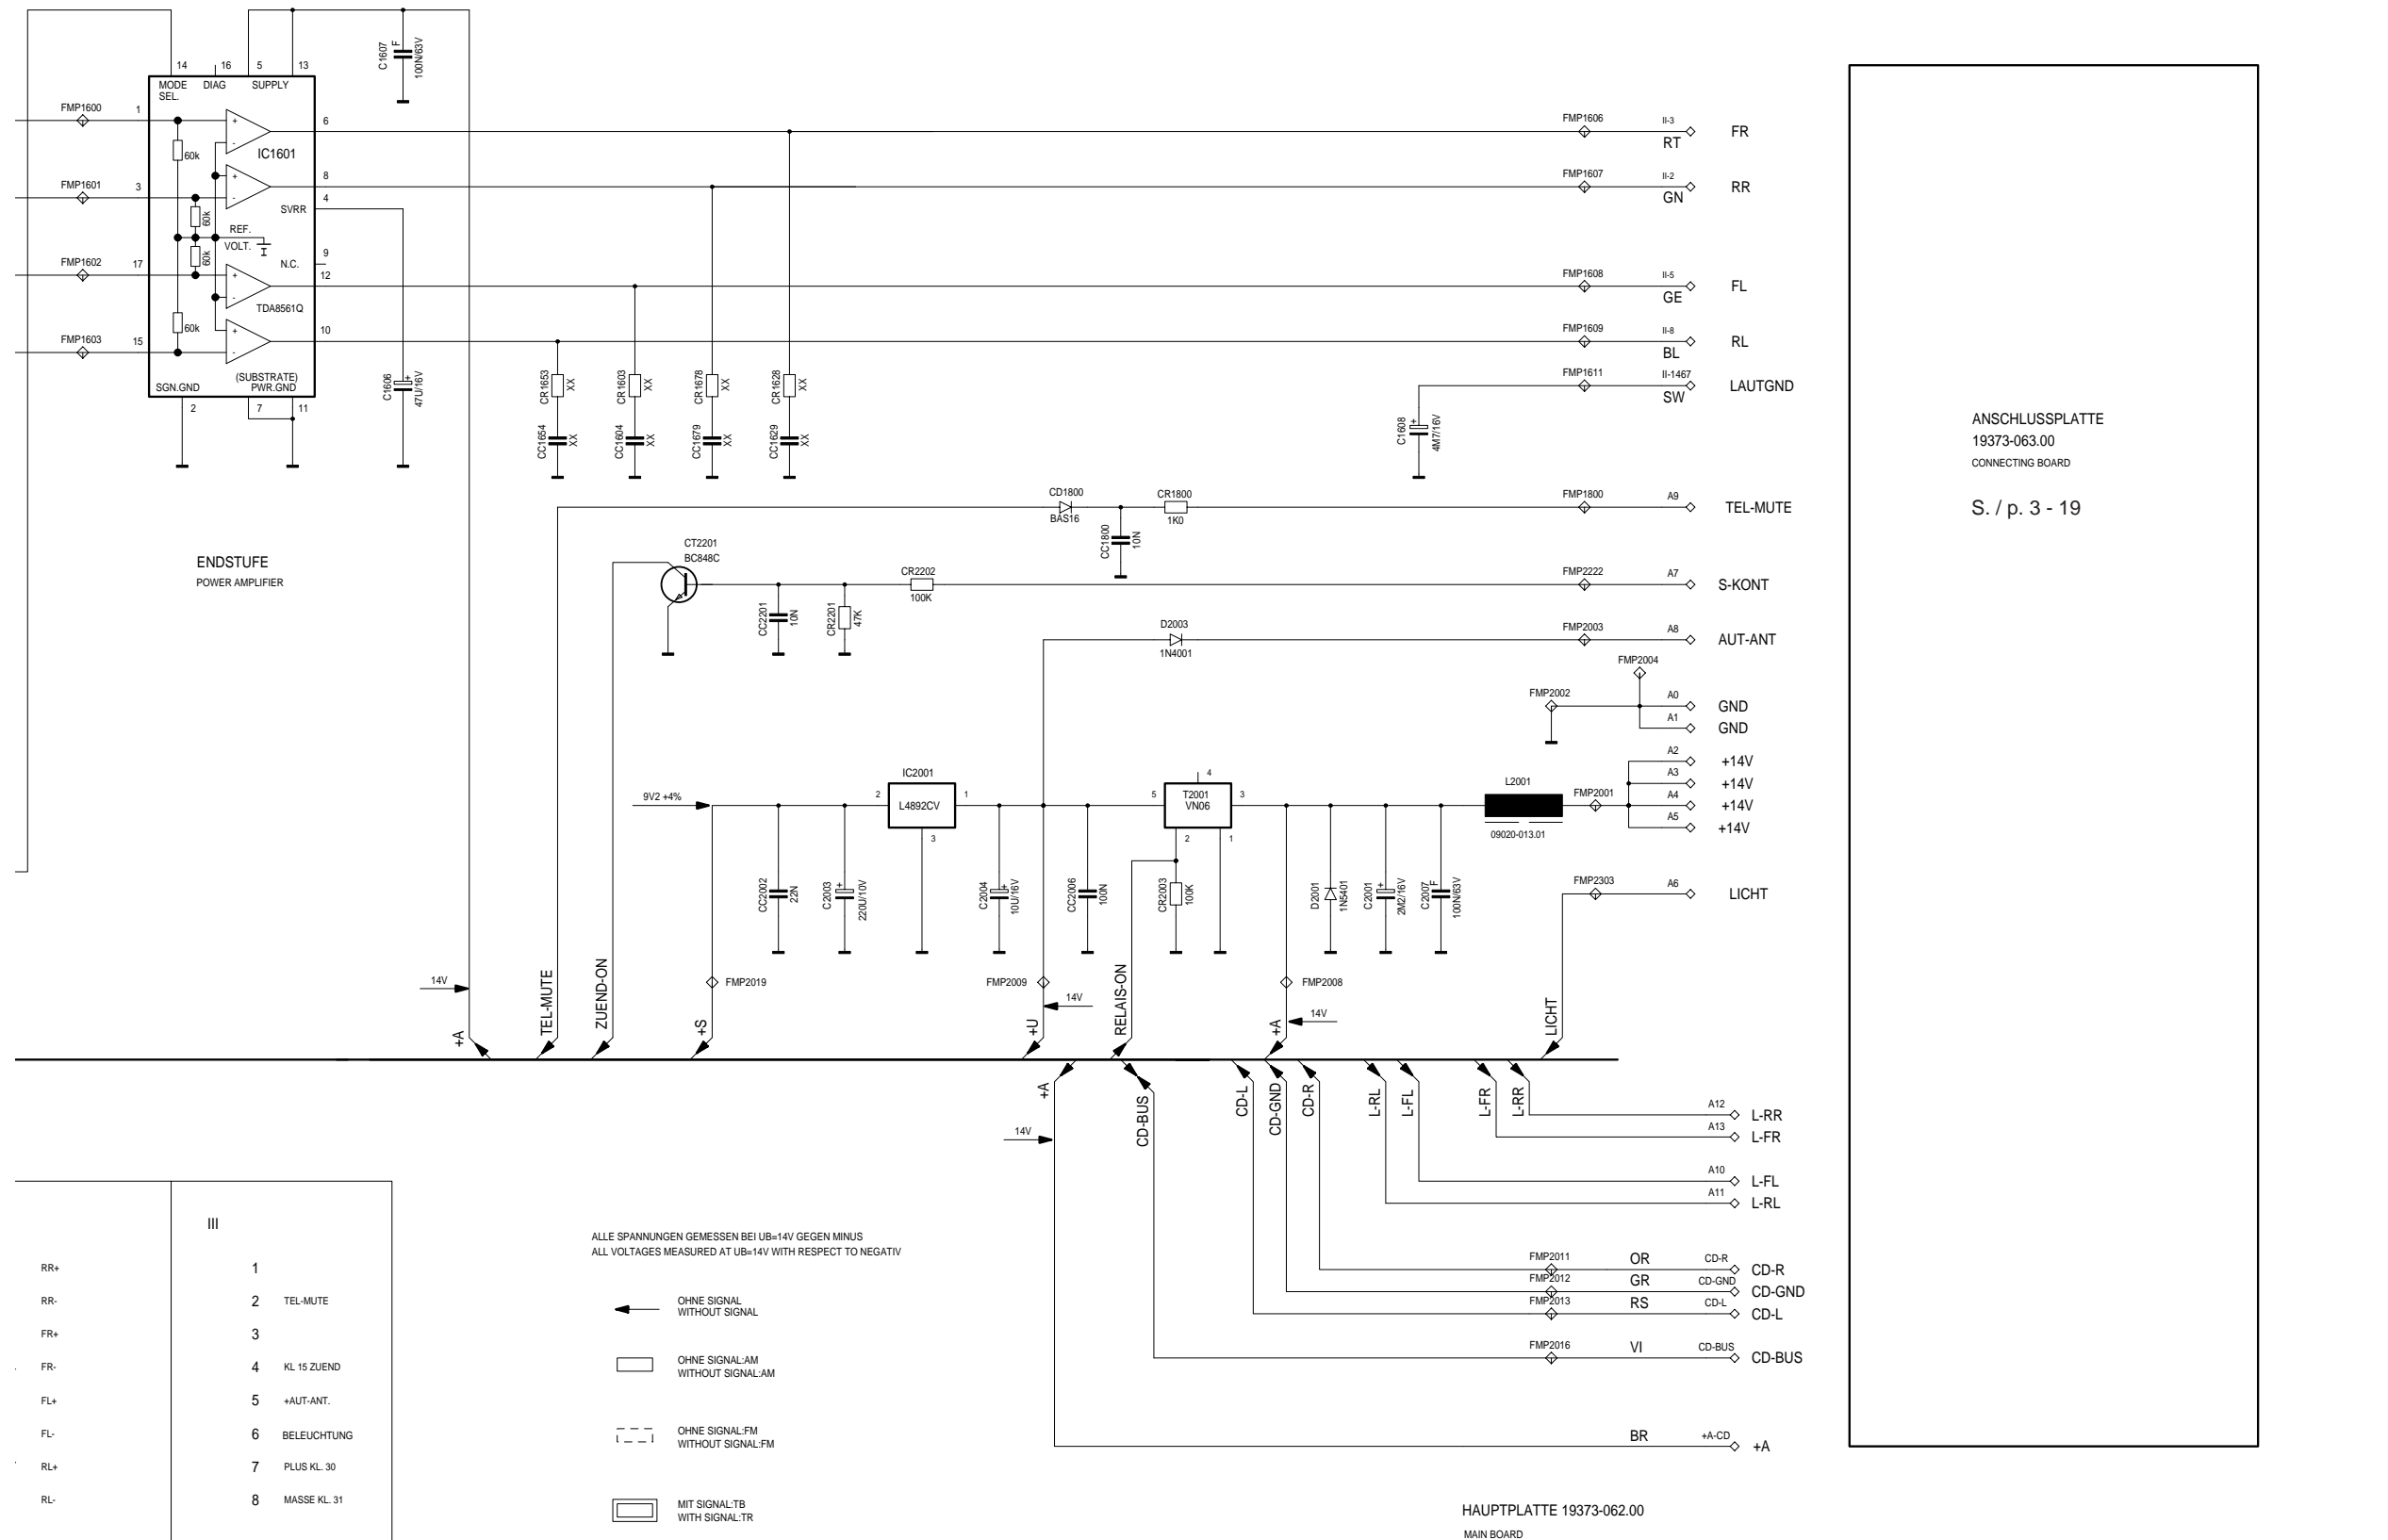 C1607
F
100N/63V
14
16
5
13
MODE
SEL.
DIAG
SUPPLY
FMP1600
1
+
-
6
60k
IC1601
FMP1601
3
+
-
8
4
SVRR
60k
REF.
VOLT.
60k
9
N.C.
FMP1602
17
+
-
12
TDA8561Q
60k
10
FMP1603
15
+
-
SGN.GND
(SUBSTRATE)
PWR.GND
2
7
11
C1606
+
47U/16V
CR1653
XX
CR1603
XX
CR1678
XX
CR1628
XX
CC1654
XX
CC1604
XX
CC1679
XX
CC1629
XX
FMP1606
II-3
RT
FR
FMP1607
II-2
GN
RR
FMP1608
II-5
GE
FL
FMP1609
II-8
BL
RL
FMP1611
II-1467
SW
LAUTGND
C1608
+
4M7/16V
ANSCHLUSSPLATTE
19373-063.00
CONNECTING BOARD
S. / p. 3 - 19
CD1800
BAS16
CR1800
1K0
CC1800
10N
FMP1800
A9
TEL-MUTE
ENDSTUFE
POWER AMPLIFIER
CT2201
BC848C
CR2202
100K
FMP2222
A7
S-KONT
CC2201
10N
CR2201
47K
D2003
1N4001
FMP2003
A8
AUT-ANT
FMP2004
FMP2002
A0
GND
A1
GND
A2
+14V
A3
+14V
A4
+14V
A5
+14V
9V2 +4%
IC2001
2
L4892CV
1
3
4
5
T2001
VN06
3
2
1
L2001
09020-013.01
FMP2001
CC2002
22N
C2003
+
220U/10V
C2004
+
10U/16V
CC2006
100N
CR2003
100K
D2001
1N5401
C2001
+
2M2/16V
C2007
F
100N/63V
FMP2303
A6
LICHT
14V
FMP2019
FMP2009
14V
FMP2008
14V
+A
TEL-MUTE
ZUEND-ON
+S
+U
RELAIS-ON
+A
LICHT
+A
CD-BUS
CD-L
CD-GND
CD-R
L-RL
L-FL
L-FR
L-RR
14V
A12
L-RR
A13
L-FR
A10
L-FL
A11
L-RL
FMP2011
OR
CD-R
CD-R
FMP2012
GR
CD-GND
CD-GND
FMP2013
RS
CD-L
CD-L
FMP2016
VI
CD-BUS
CD-BUS
BR
+A-CD
+A
III
RR+
1
RR-
2
TEL-MUTE
FR+
3
FR-
4
KL 15 ZUEND
FL+
5
+AUT-ANT.
FL-
6
BELEUCHTUNG
RL+
7
PLUS KL. 30
RL-
8
MASSE KL. 31
ALLE SPANNUNGEN GEMESSEN BEI UB=14V GEGEN MINUS
ALL VOLTAGES MEASURED AT UB=14V WITH RESPECT TO NEGATIV
OHNE SIGNAL
WITHOUT SIGNAL
OHNE SIGNAL:AM
WITHOUT SIGNAL:AM
OHNE SIGNAL:FM
WITHOUT SIGNAL:FM
MIT SIGNAL:TB
WITH SIGNAL:TR
HAUPTPLATTE 19373-062.00
MAIN BOARD